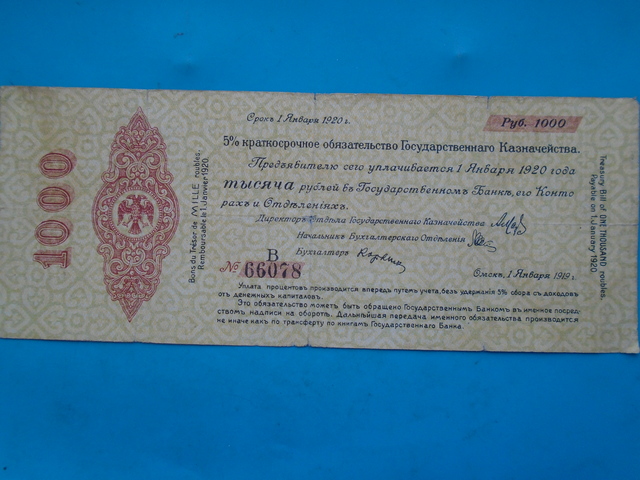 1000
Bons du Trésor de MILLE roubles.
Remboursable le 1 Janvier 1920.
Срокъ 1 Января 1920 г.
Руб. 1000
5% краткосрочное обязательство Государственнаго Казначейства.
Предъявителю сего уплачивается 1 Января 1920 года
тысяча рублей въ Государственномъ Банкѣ, его Конто
рахъ и Отдѣленіяхъ.
Директоръ Отдѣла Государственнаго Казначейства
Начальникъ Бухгалтерскаго Отдѣленія
Бухгалтеръ
В
№ 66078
Омскъ, 1 Января 1919 г.
Уплата процентовъ производится впередъ путемъ учета, безъ удержанія 5% сбора съ доходовъ
отъ денежныхъ капиталовъ.
Это обязательство можетъ быть обращено Государственнымъ Банкомъ въ именное посред-
ствомъ надписи на оборотѣ. Дальнѣйшая передача именного обязательства производится
не иначе какъ по трансферту по книгамъ Государственнаго Банка.
Treasury Bill of ONE THOUSAND roubles.
Payable on 1 January 1920